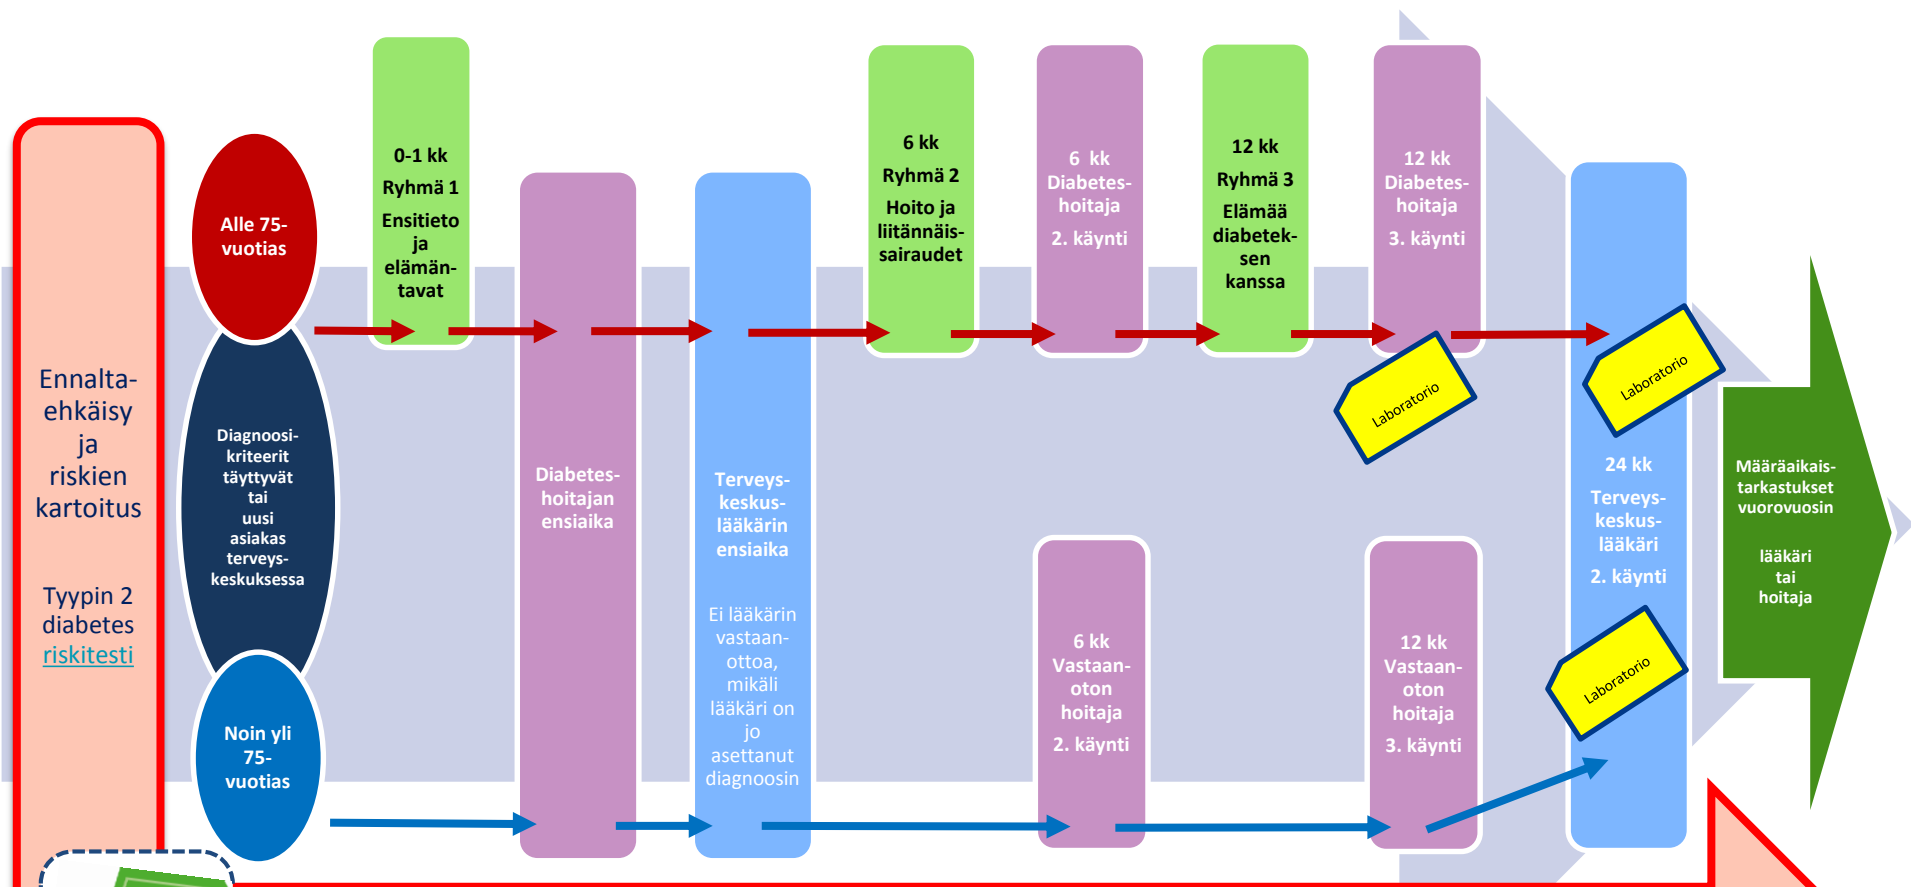 Ennalta-
ehkäisy
ja
riskien
kartoitus
Tyypin 2
diabetes
riskitesti
Alle 75-
vuotias
Diagnoosi-
kriteerit
täyttyvät
tai
uusi
asiakas
terveys-
keskuksessa
Noin yli
75-
vuotias
0-1 kk
Ryhmä 1
Ensitieto
ja
elämän-
tavat
Diabetes-
hoitajan
ensiaika
Terveys-
keskus-
lääkärin
ensiaika
Ei lääkärin
vastaan-
ottoa,
mikäli
lääkäri on
jo
asettanut
diagnoosin
6 kk
Ryhmä 2
Hoito ja
liitännäis-
sairaudet
6 kk
Diabetes-
hoitaja
2. käynti
12 kk
Ryhmä 3
Elämää
diabetek-
sen
kanssa
12 kk
Diabetes-
hoitaja
3. käynti
Laboratorio
6 kk
Vastaan-
oton
hoitaja
2. käynti
12 kk
Vastaan-
oton
hoitaja
3. käynti
Laboratorio
24 kk
Terveys-
keskus-
lääkäri
2. käynti
Laboratorio
Määräaikais-
tarkastukset
vuorovuosin
lääkäri
tai
hoitaja